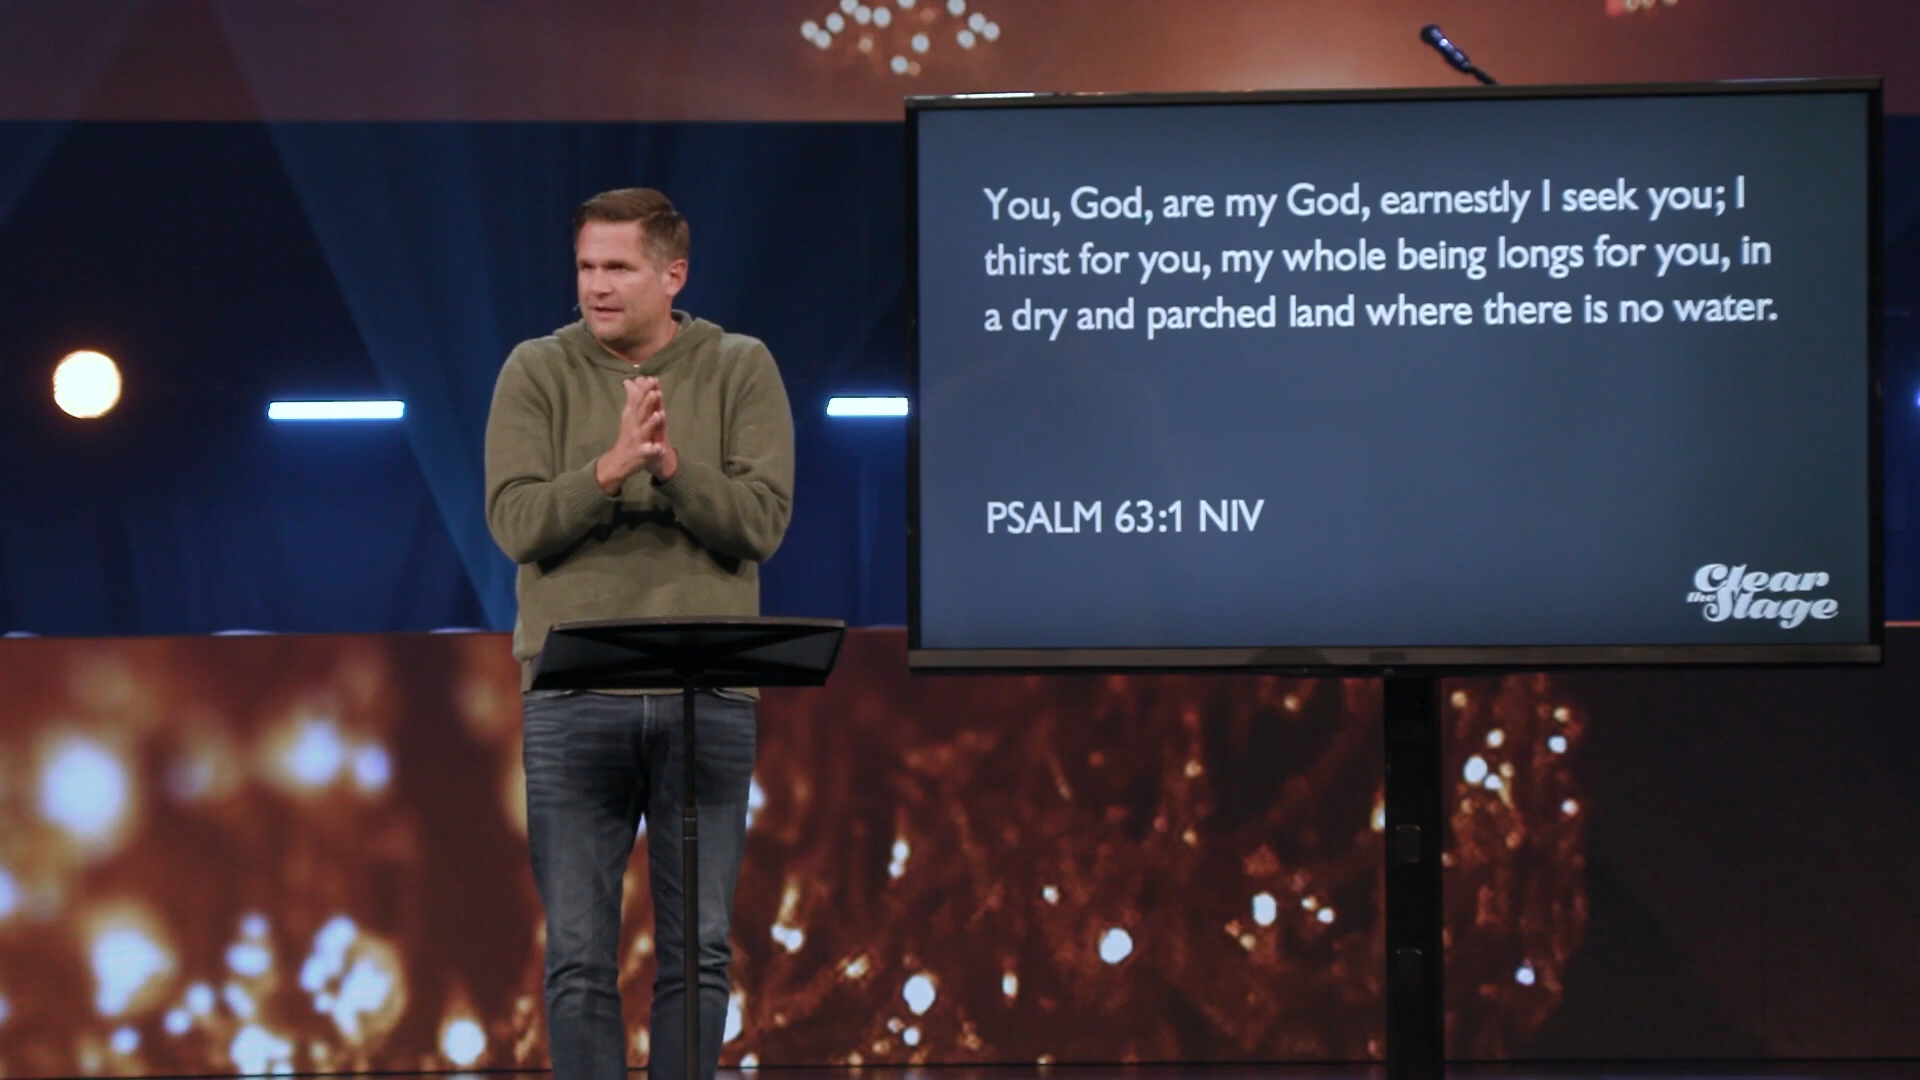 You, God, are my God, earnestly I seek you; I
thirst for you, my whole being longs for you, in
a dry and parched land where there is no water.
PSALM 63:1 NIV
Clear
the Stage